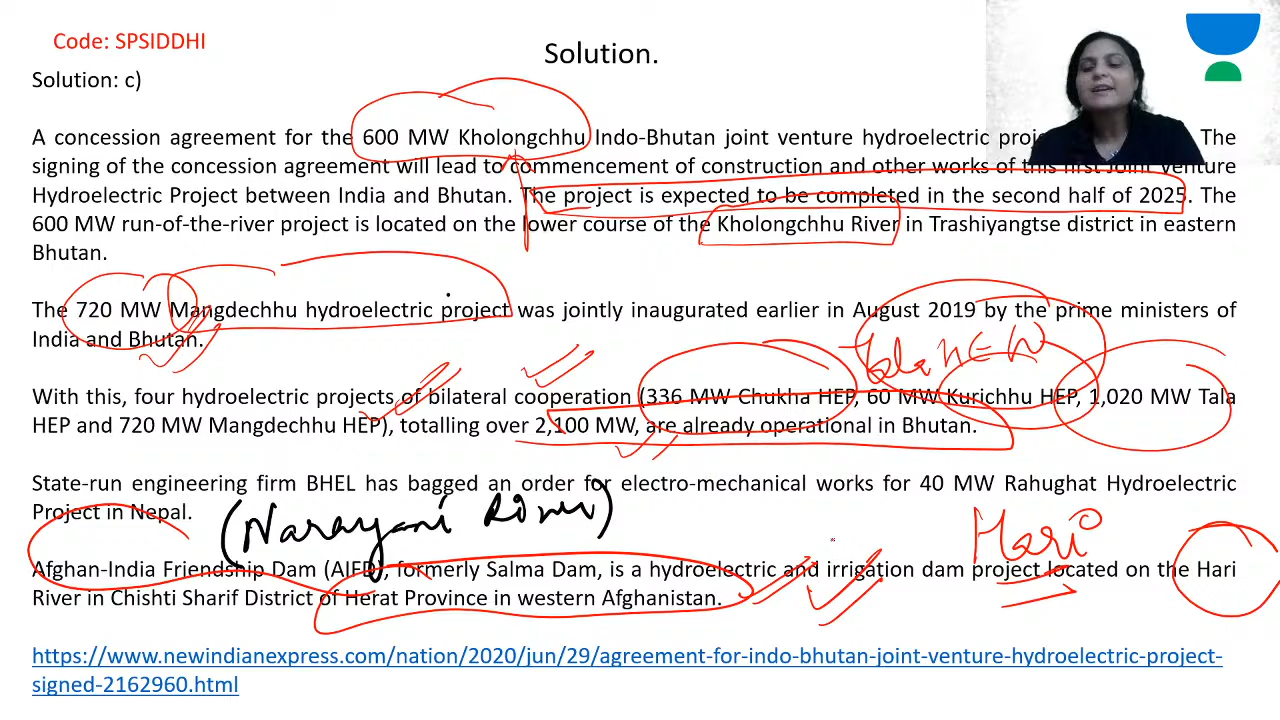 Code: SPSIDDHI
Solution.
Solution: c)
A concession agreement for the 600 MW Kholongchhu Indo-Bhutan joint venture hydroelectric The
signing of the concession agreement will lead to commencement of construction and other works of this first Joint Venture
Hydroelectric Project between India and Bhutan. The project is expected to be completed in the second half of 2025. The
600 MW run-of-the-river project is located on the lower course of the Kholongchhu River in Trashiyangtse district in eastern
Bhutan.
The 720 MW Mangdechhu hydroelectric project was jointly inaugurated earlier in August 2019 by the prime ministers of
India and Bhutan.
With this, four hydroelectric projects of bilateral cooperation (336 MW Chukha HEP, 60 MW Kurichhu HEP, 1,020 MW Tala
HEP and 720 MW Mangdechhu HEP), totalling over 2,100 MW, are already operational in Bhutan.
State-run engineering firm BHEL has bagged an order for electro-mechanical works for 40 MW Rahughat Hydroelectric
Project in Nepal.
(Narayani River)
Hari
Afghan-India Friendship Dam (AIFD), formerly Salma Dam, is a hydroelectric and irrigation dam project located on the Hari
River in Chishti Sharif District of Herat Province in western Afghanistan.
https://www.newindianexpress.com/nation/2020/jun/29/agreement-for-indo-bhutan-joint-venture-hydroelectric-project-
signed-2162960.html